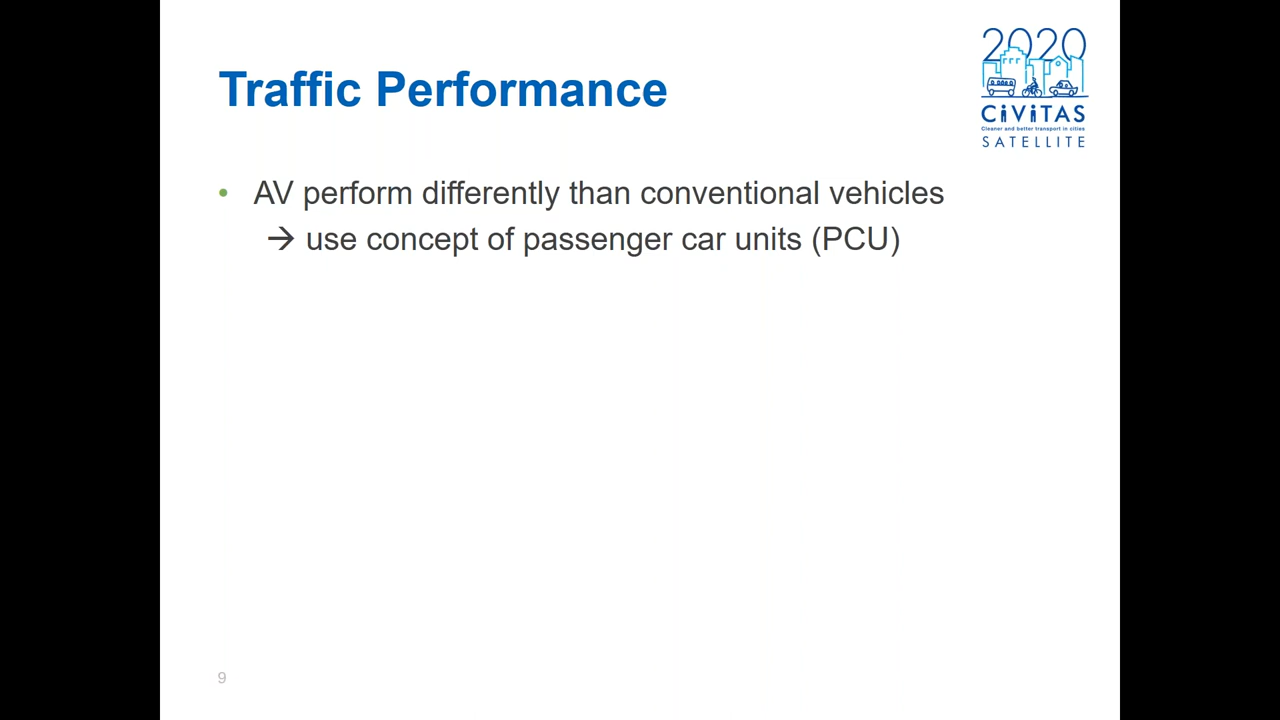 2020
CiViTAS
Cleaner and better transport in cities
SATELLITE
Traffic Performance
• AV perform differently than conventional vehicles
→ use concept of passenger car units (PCU)
9